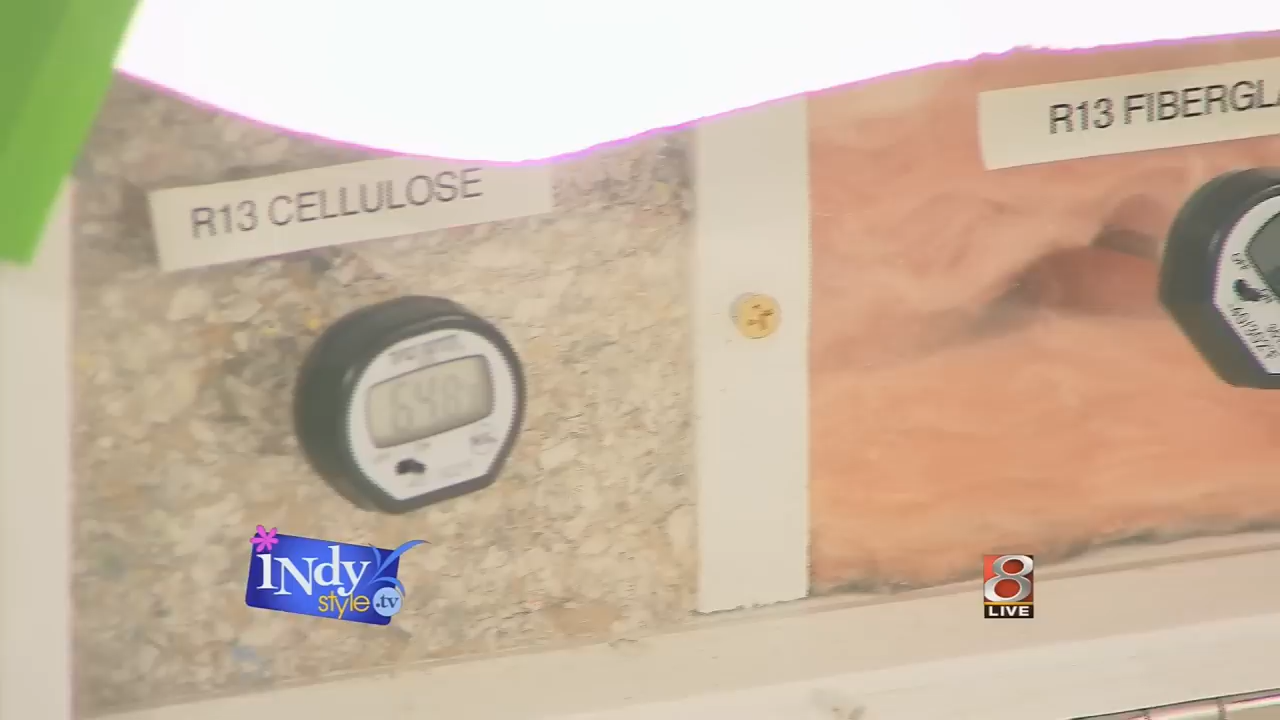 R13 CELLULOSE
R13 FIBERGLA
iNdy
style.tv
8
LIVE